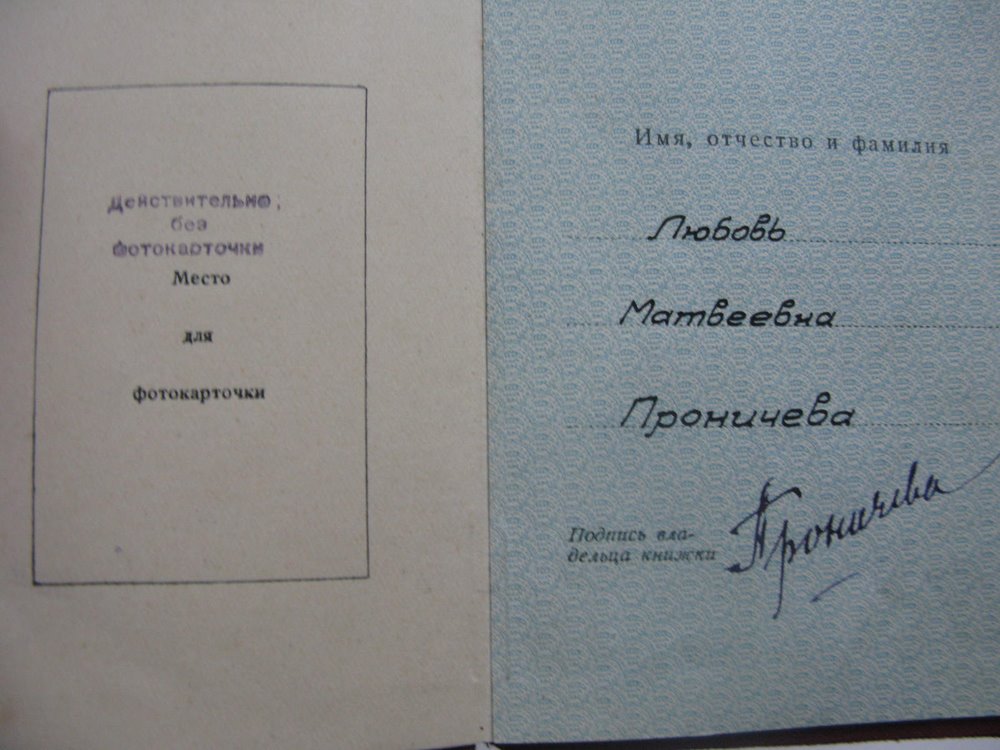 Действительно,
без
фотокарточки
Место
для
фотокарточки
Имя, отчество и фамилия
Любовь
Матвеевна
Проничева
Подпись вла-
дельца книжки
Проничева